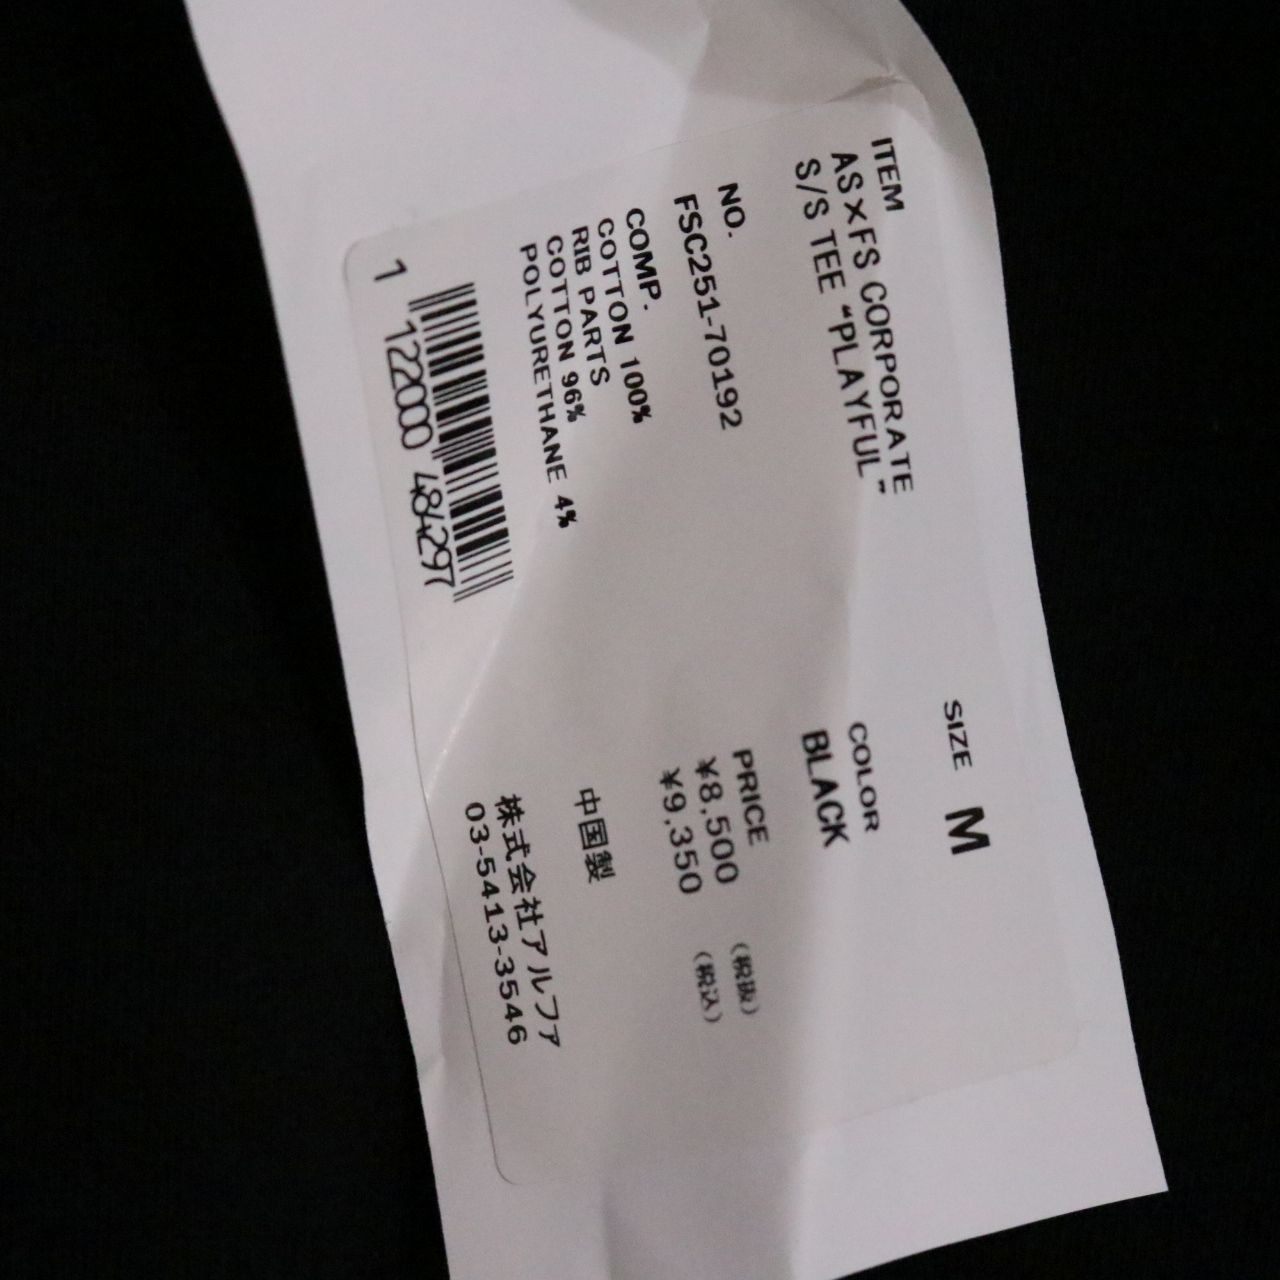 SIZE M
ITEM
AS×FS CORPORATE
S/S TEE "PLAYFUL"
COLOR
BLACK
NO.
FSC251-70192
PRICE
¥8,500 (税抜)
¥9,350 (税込)
COMP.
COTTON 100%
RIB PARTS
COTTON 96%
POLYURETHANE 4%
中国製
株式会社アルファ
03-5413-3546
1 122000 484297